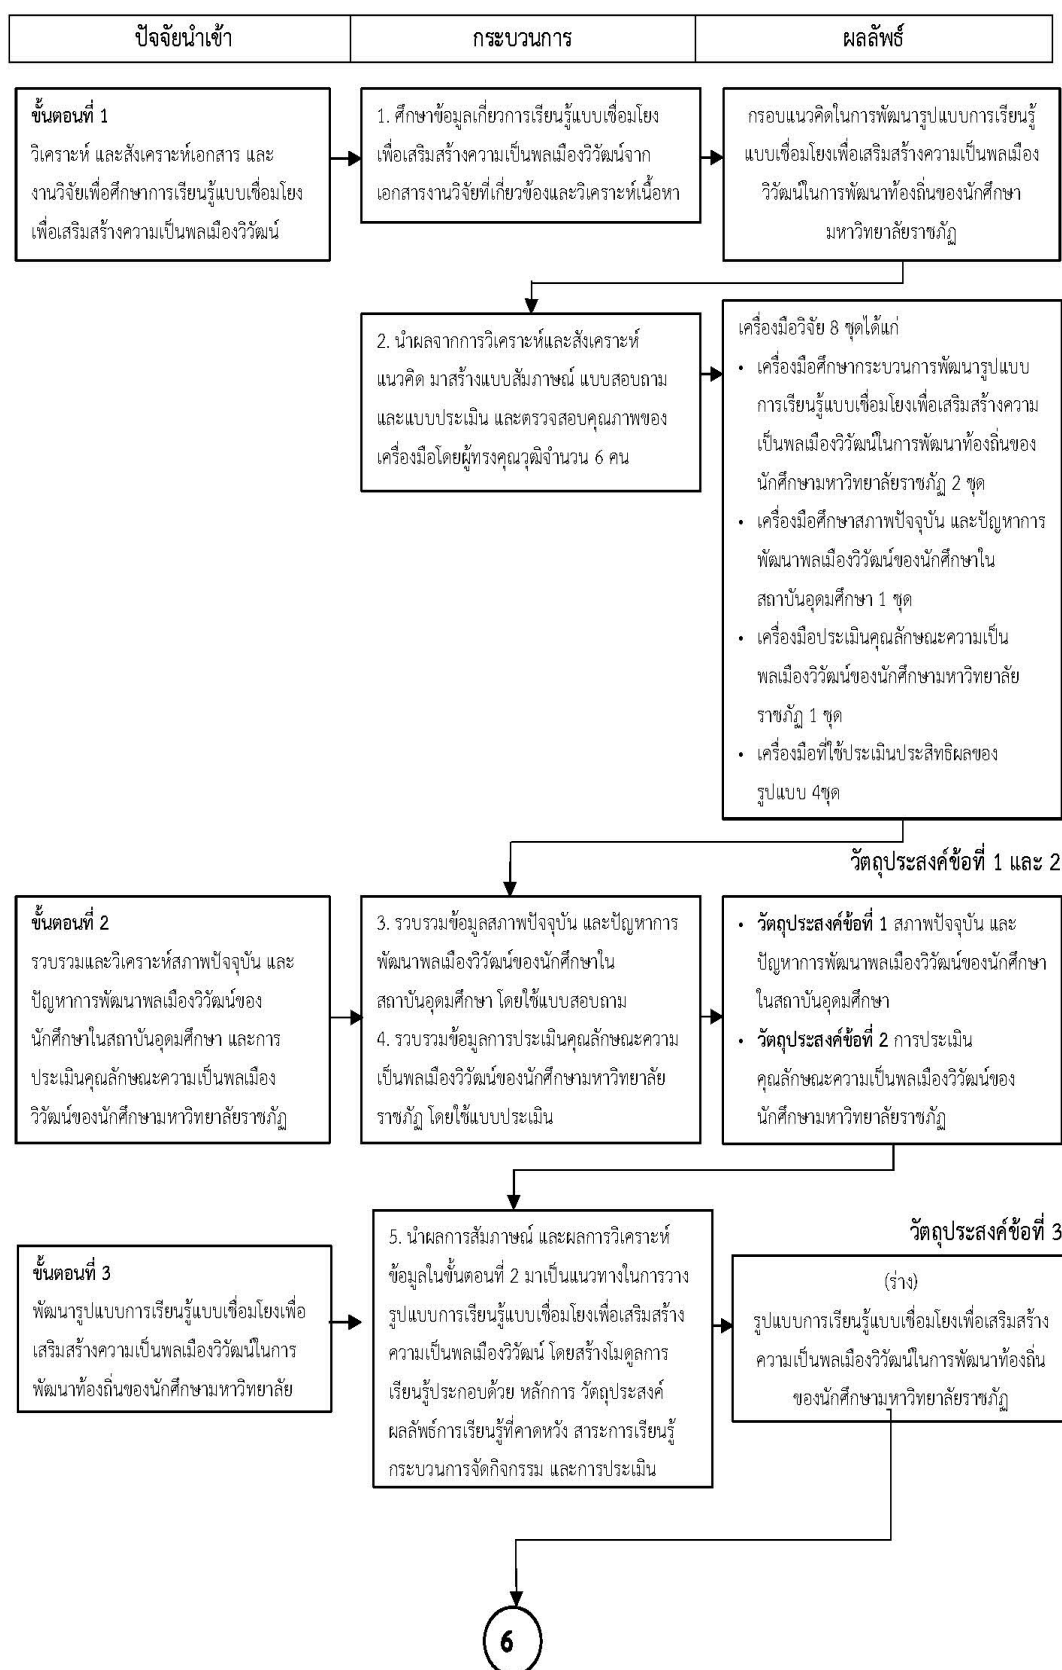 ปัจจัยนำเข้า
กระบวนการ
ผลลัพธ์
ขั้นตอนที่ 1
วิเคราะห์ และสังเคราะห์เอกสาร และ
งานวิจัยเพื่อศึกษาการเรียนรู้แบบเชื่อมโยง
เพื่อเสริมสร้างความเป็นพลเมืองวิวัฒน์
1. ศึกษาข้อมูลเกี่ยวการเรียนรู้แบบเชื่อมโยง
เพื่อเสริมสร้างความเป็นพลเมืองวิวัฒน์จาก
เอกสารงานวิจัยที่เกี่ยวข้องและวิเคราะห์เนื้อหา
กรอบแนวคิดในการพัฒนารูปแบบการเรียนรู้
แบบเชื่อมโยงเพื่อเสริมสร้างความเป็นพลเมือง
วิวัฒน์ในการพัฒนาท้องถิ่นของนักศึกษา
มหาวิทยาลัยราชภัฏ
2. นำผลจากการวิเคราะห์และสังเคราะห์
แนวคิด มาสร้างแบบสัมภาษณ์ แบบสอบถาม
และแบบประเมิน และตรวจสอบคุณภาพของ
เครื่องมือโดยผู้ทรงคุณวุฒิจำนวน 6 คน
เครื่องมือวิจัย 8 ชุดได้แก่
• เครื่องมือศึกษากระบวนการพัฒนารูปแบบ
การเรียนรู้แบบเชื่อมโยงเพื่อเสริมสร้างความ
เป็นพลเมืองวิวัฒน์ในการพัฒนาท้องถิ่นของ
นักศึกษามหาวิทยาลัยราชภัฏ 2 ชุด
• เครื่องมือศึกษาสภาพปัจจุบัน และปัญหาการ
พัฒนาพลเมืองวิวัฒน์ของนักศึกษาใน
สถาบันอุดมศึกษา 1 ชุด
• เครื่องมือประเมินคุณลักษณะความเป็น
พลเมืองวิวัฒน์ของนักศึกษามหาวิทยาลัย
ราชภัฏ 1 ชุด
• เครื่องมือที่ใช้ประเมินประสิทธิผลของ
รูปแบบ 4ชุด
วัตถุประสงค์ข้อที่ 1 และ 2
ขั้นตอนที่ 2
รวบรวมและวิเคราะห์สภาพปัจจุบัน และ
ปัญหาการพัฒนาพลเมืองวิวัฒน์ของ
นักศึกษาในสถาบันอุดมศึกษา และการ
ประเมินคุณลักษณะความเป็นพลเมือง
วิวัฒน์ของนักศึกษามหาวิทยาลัยราชภัฏ
3. รวบรวมข้อมูลสภาพปัจจุบัน และปัญหาการ
พัฒนาพลเมืองวิวัฒน์ของนักศึกษาใน
สถาบันอุดมศึกษา โดยใช้แบบสอบถาม
4. รวบรวมข้อมูลการประเมินคุณลักษณะความ
เป็นพลเมืองวิวัฒน์ของนักศึกษามหาวิทยาลัย
ราชภัฏ โดยใช้แบบประเมิน
• วัตถุประสงค์ข้อที่ 1 สภาพปัจจุบัน และ
ปัญหาการพัฒนาพลเมืองวิวัฒน์ของนักศึกษา
ในสถาบันอุดมศึกษา
• วัตถุประสงค์ข้อที่ 2 การประเมิน
คุณลักษณะความเป็นพลเมืองวิวัฒน์ของ
นักศึกษามหาวิทยาลัยราชภัฏ
วัตถุประสงค์ข้อที่ 3
ขั้นตอนที่ 3
พัฒนารูปแบบการเรียนรู้แบบเชื่อมโยงเพื่อ
เสริมสร้างความเป็นพลเมืองวิวัฒน์ในการ
พัฒนาท้องถิ่นของนักศึกษามหาวิทยาลัย
5. นำผลการสัมภาษณ์ และผลการวิเคราะห์
ข้อมูลในขั้นตอนที่ 2 มาเป็นแนวทางในการวาง
รูปแบบการเรียนรู้แบบเชื่อมโยงเพื่อเสริมสร้าง
ความเป็นพลเมืองวิวัฒน์ โดยสร้างโมดูลการ
เรียนรู้ประกอบด้วย หลักการ วัตถุประสงค์
ผลลัพธ์การเรียนรู้ที่คาดหวัง สาระการเรียนรู้
กระบวนการจัดกิจกรรม และการประเมิน
(ร่าง)
รูปแบบการเรียนรู้แบบเชื่อมโยงเพื่อเสริมสร้าง
ความเป็นพลเมืองวิวัฒน์ในการพัฒนาท้องถิ่น
ของนักศึกษามหาวิทยาลัยราชภัฏ
6